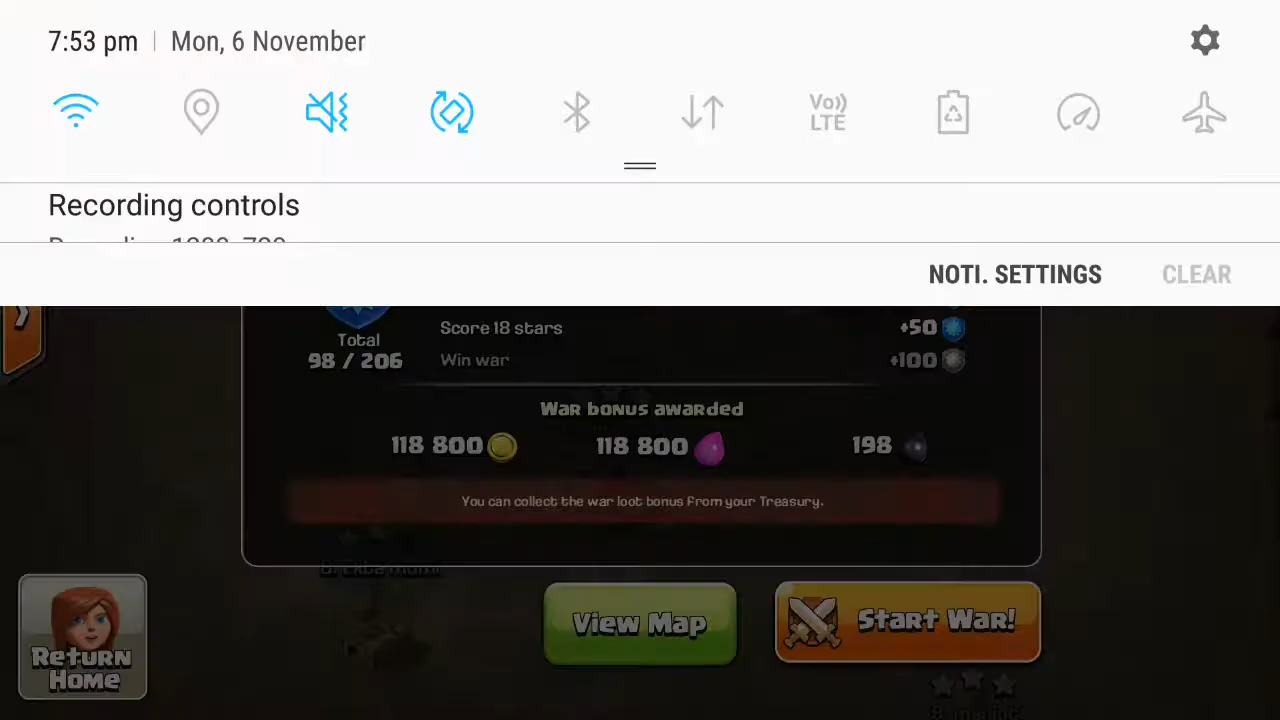 7:53 pm | Mon, 6 November
Vo)) LTE
Recording controls
NOTI. SETTINGS CLEAR
Score 18 stars +50
Total
98 / 206
Win war +100
War bonus awarded
118 800 118 800 198
You can collect the war loot bonus from your Treasury.
Return Home
View Map
Start War!